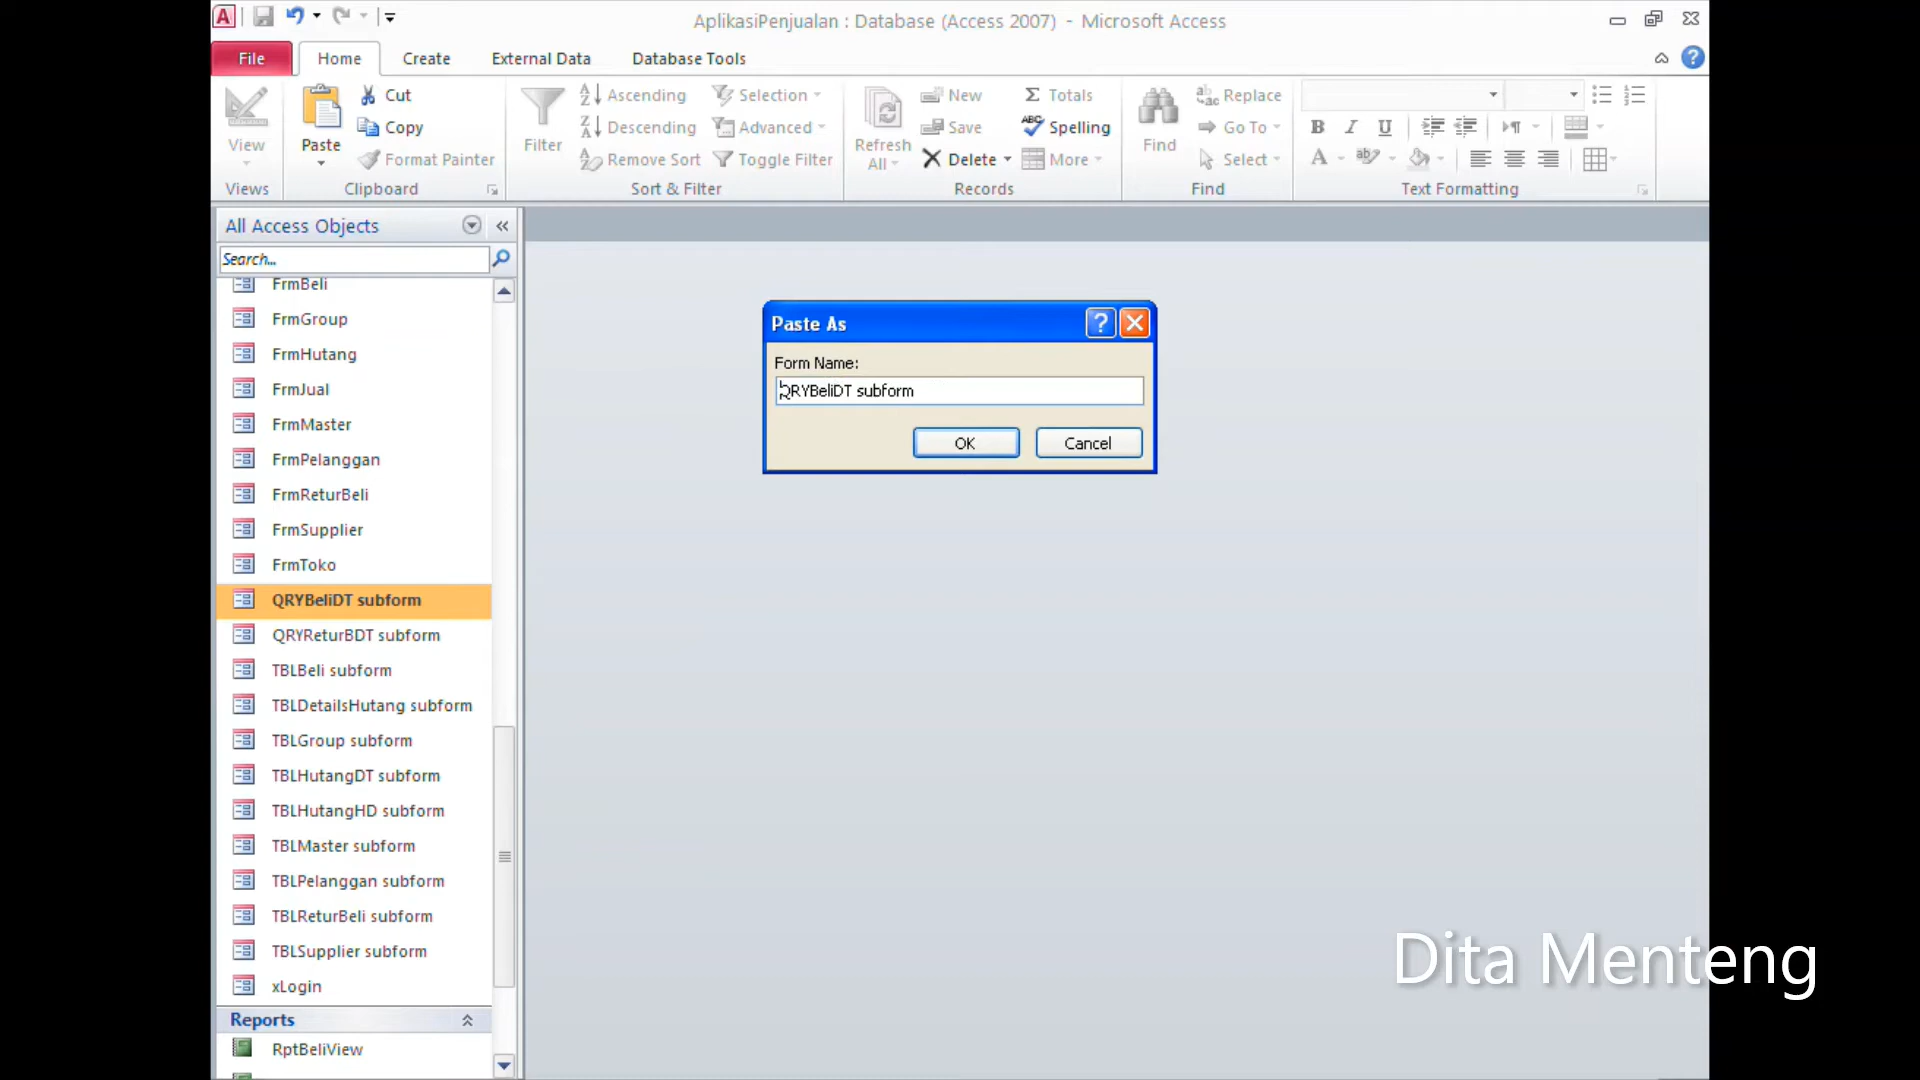 AplikasiPenjualan : Database (Access 2007) - Microsoft Access
File Home Create External Data Database Tools
View
Views
Paste
Cut
Copy
Format Painter
Clipboard
Filter
Ascending
Descending
Remove Sort
Selection
Advanced
Toggle Filter
Sort & Filter
Refresh
All
New
Save
Delete
Totals
Spelling
More
Records
Find
Replace
Go To
Select
Find
B I U
A
Text Formatting
All Access Objects
Search...
FrmBeli
FrmGroup
FrmHutang
FrmJual
FrmMaster
FrmPelanggan
FrmReturBeli
FrmSupplier
FrmToko
QRYBeliDT subform
QRYReturBDT subform
TBLBeli subform
TBLDetailsHutang subform
TBLGroup subform
TBLHutangDT subform
TBLHutangHD subform
TBLMaster subform
TBLPelanggan subform
TBLReturBeli subform
TBLSupplier subform
xLogin
Reports
RptBeliView
Paste As
Form Name:
QRYBeliDT subform
OK Cancel
Dita Menteng